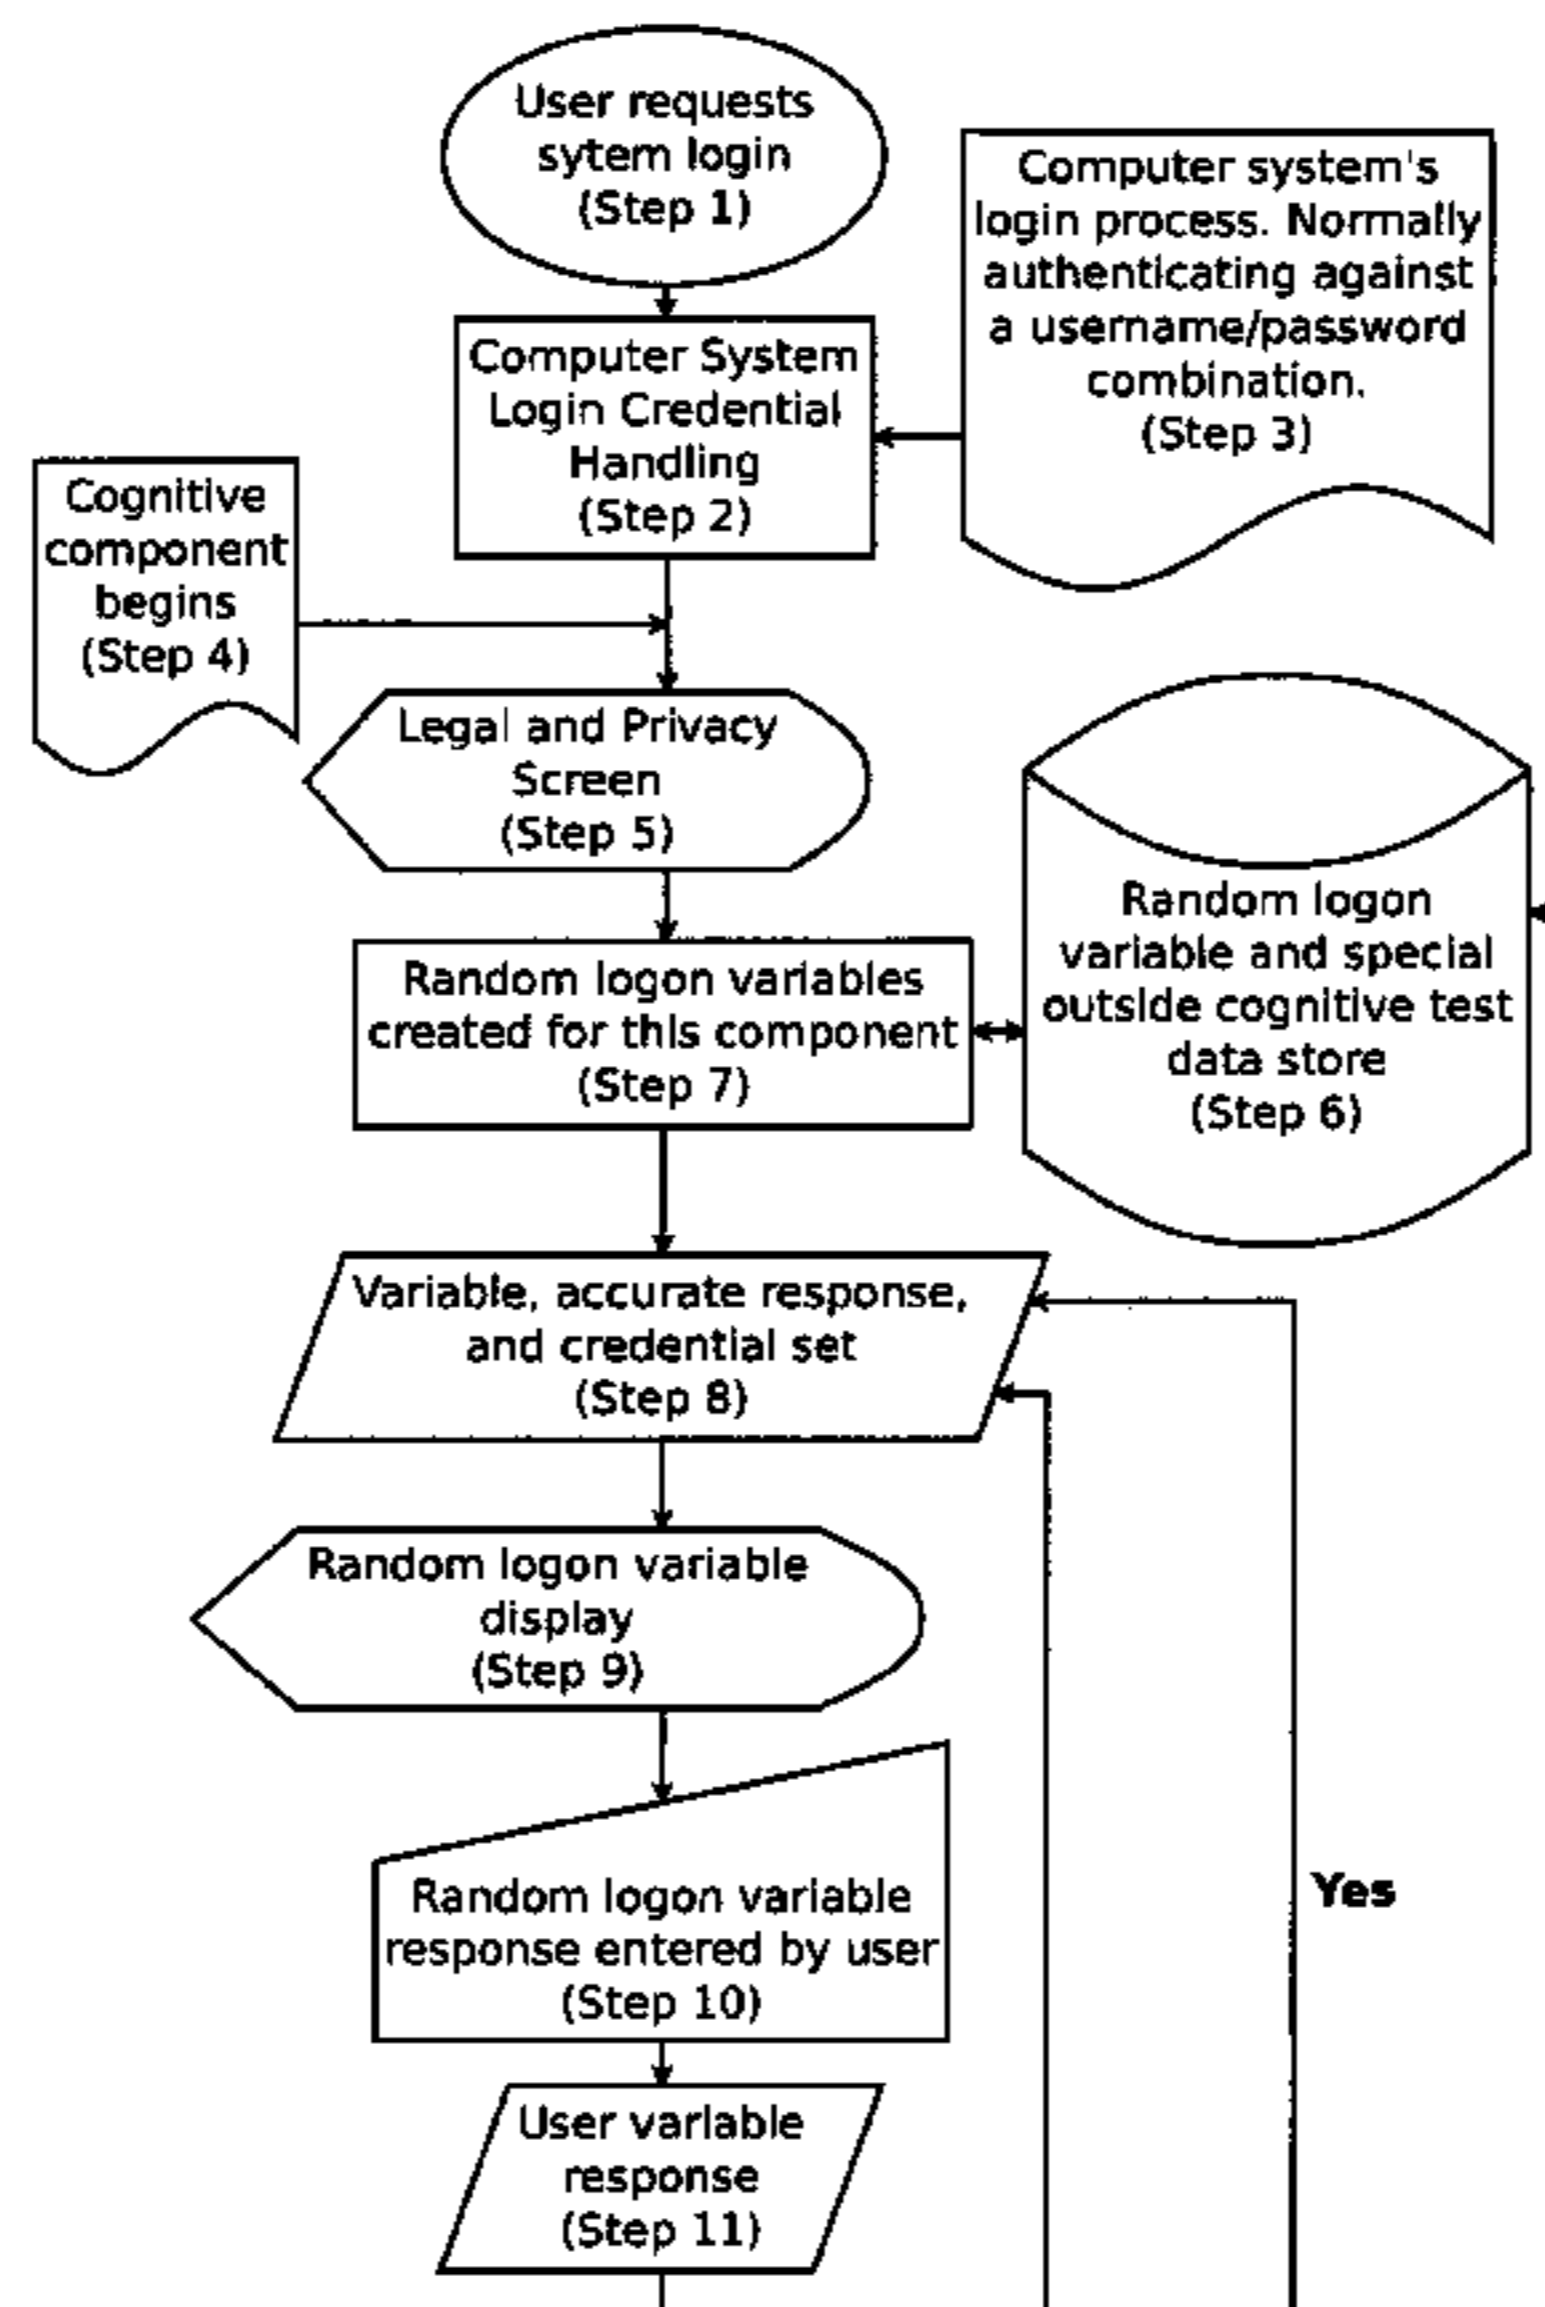 User requests
sytem login
(Step 1)
Computer system's
login process. Normally
authenticating against
a username/password
combination.
(Step 3)
Computer System
Login Credential
Handling
(Step 2)
Cognitive
component
begins
(Step 4)
Legal and Privacy
Screen
(Step 5)
Random logon
variable and special
outside cognitive test
data store
(Step 6)
Random logon variables
created for this component
(Step 7)
Variable, accurate response,
and credential set
(Step 8)
Random logon variable
display
(Step 9)
Yes
Random logon variable
response entered by user
(Step 10)
User variable
response
(Step 11)